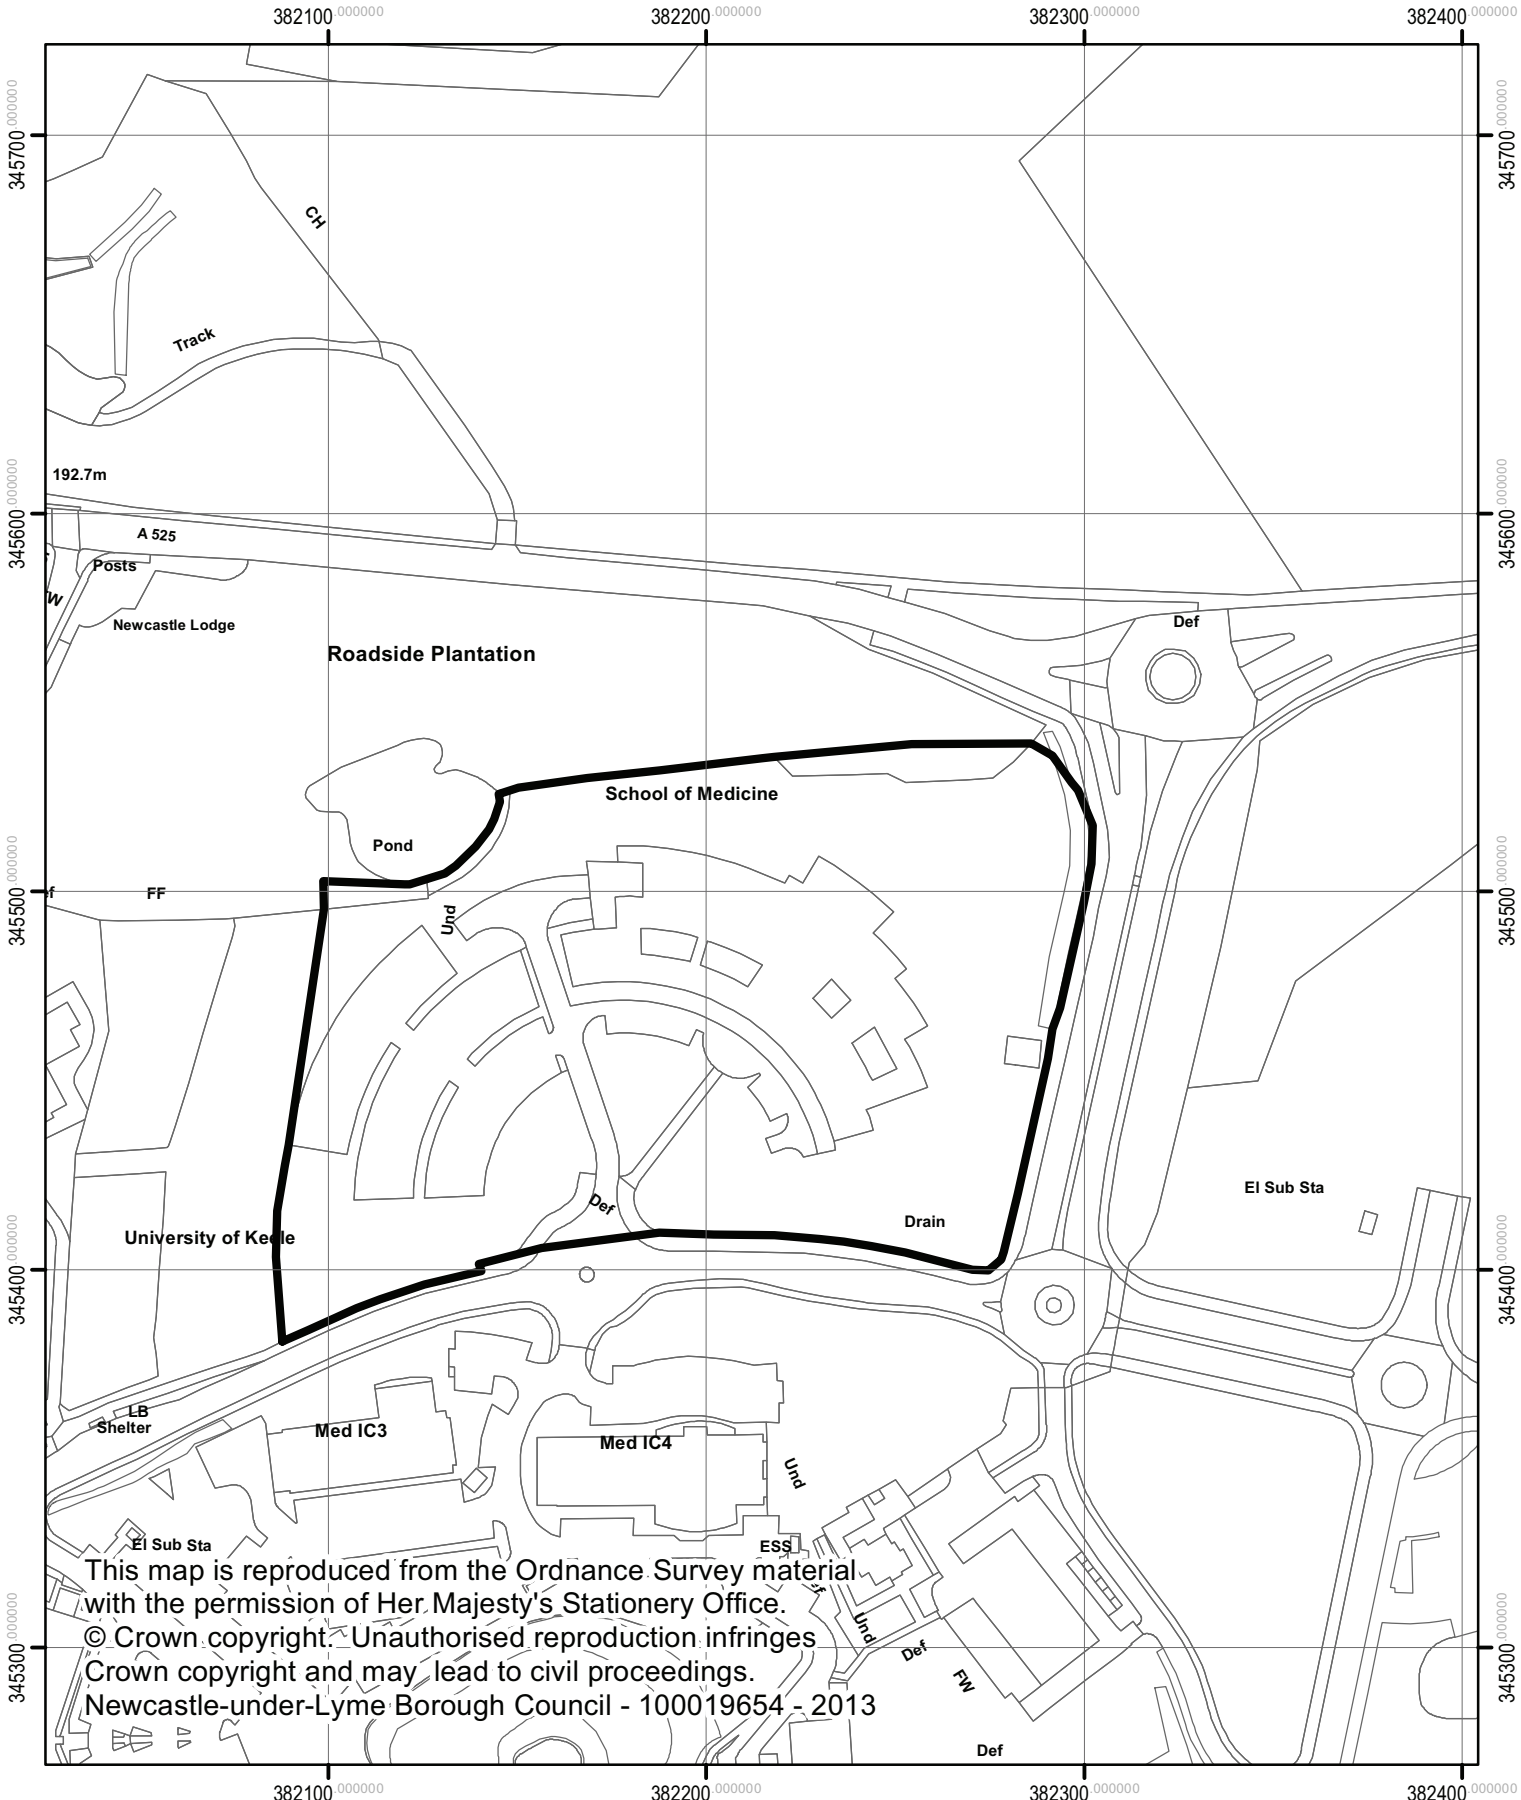 382100.000000 382200.000000 382300.000000 382400.000000
345700.000000 345700.000000
CH
Track
192.7m
345600.000000 345600.000000
A 525
Posts
Newcastle Lodge
Def
Roadside Plantation
School of Medicine
Pond
FF
345500.000000 345500.000000
Und
El Sub Sta
Def
Drain
University of Keele
345400.000000 345400.000000
LB
Shelter
Med IC3
Med IC4
Und
El Sub Sta
ESS
This map is reproduced from the Ordnance Survey material
with the permission of Her Majesty's Stationery Office.
© Crown copyright. Unauthorised reproduction infringes
Crown copyright and may lead to civil proceedings.
Newcastle-under-Lyme Borough Council - 100019654 - 2013
Und
Def
FW
345300.000000 345300.000000
Def
382100.000000 382200.000000 382300.000000 382400.000000